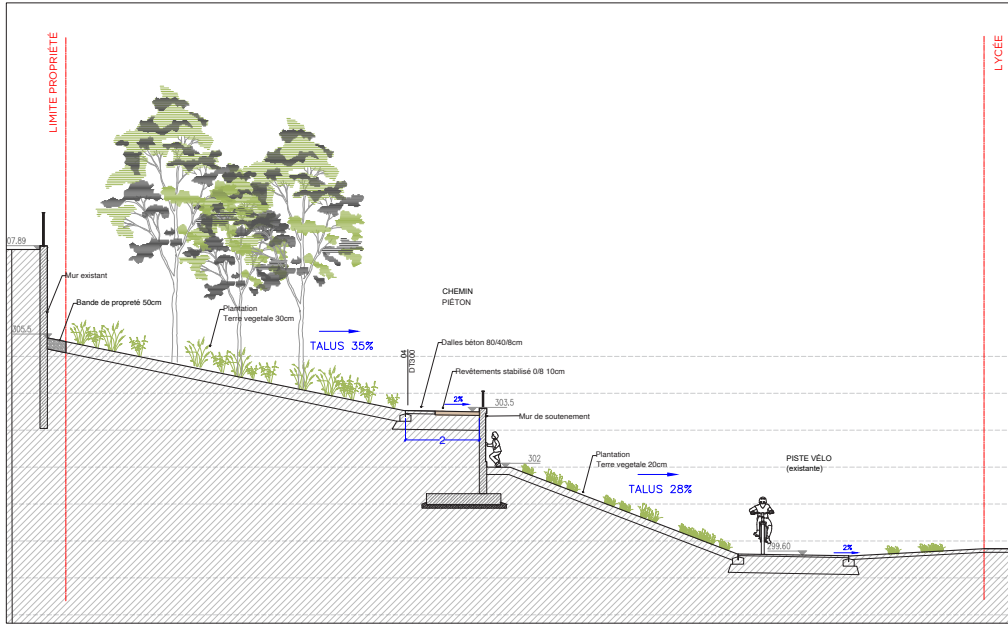 LIMITE PROPRIÉTÉ
LYCÉE
07.89
Mur existant
Bande de propreté 50cm
305.5
Plantation
Terre vegetale 30cm
TALUS 35%
CHEMIN
PIÉTON
04
DT300
Dalles béton 80/40/8cm
Revêtements stabilisé 0/8 10cm
2%
303.5
Mur de soutenement
2
302
Plantation
Terre vegetale 20cm
TALUS 28%
PISTE VÉLO
(existante)
299.60
2%